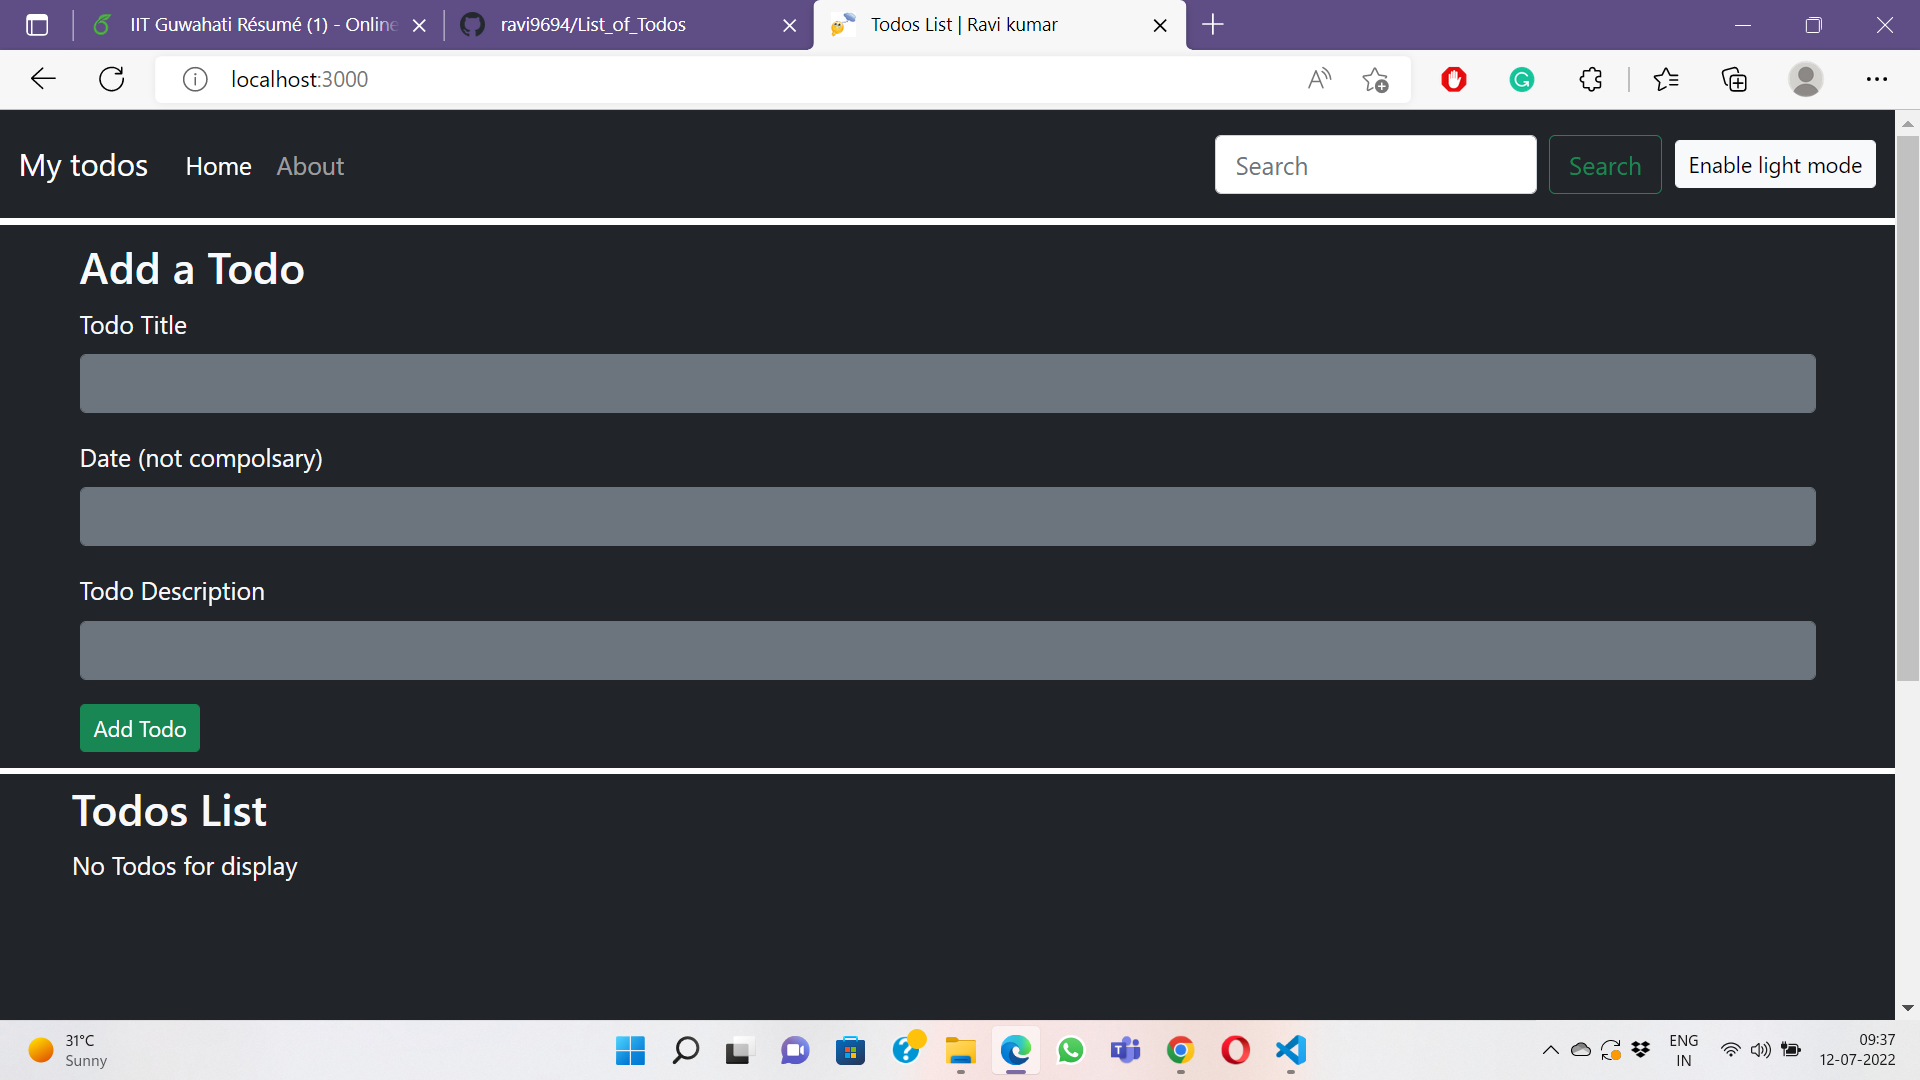 IIT Guwahati Résumé (1) - Online
ravi9694/List_of_Todos
Todos List | Ravi kumar
localhost:3000
My todos
Home
About
Search
Search
Enable light mode
Add a Todo
Todo Title
Date (not compolsary)
Todo Description
Add Todo
Todos List
No Todos for display
31°C
Sunny
ENG
IN
09:37
12-07-2022